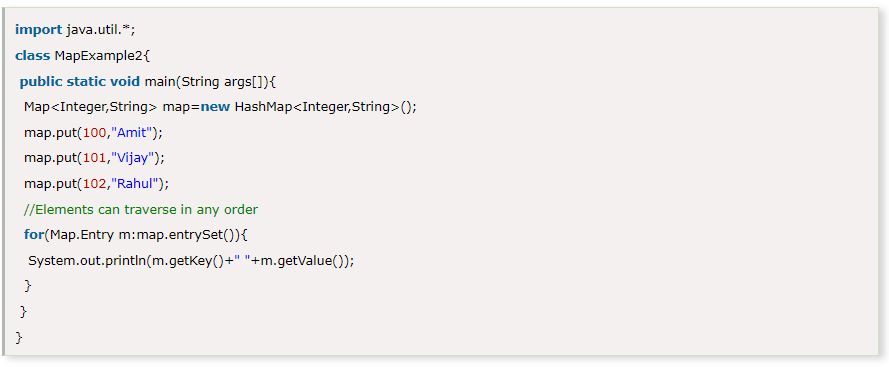 import java.util.*;
class MapExample2{
public static void main(String args[]){
Map<Integer,String> map=new HashMap<Integer,String>();
map.put(100,"Amit");
map.put(101,"Vijay");
map.put(102,"Rahul");
//Elements can traverse in any order
for(Map.Entry m:map.entrySet()){
System.out.println(m.getKey()+" "+m.getValue());
}
}
}